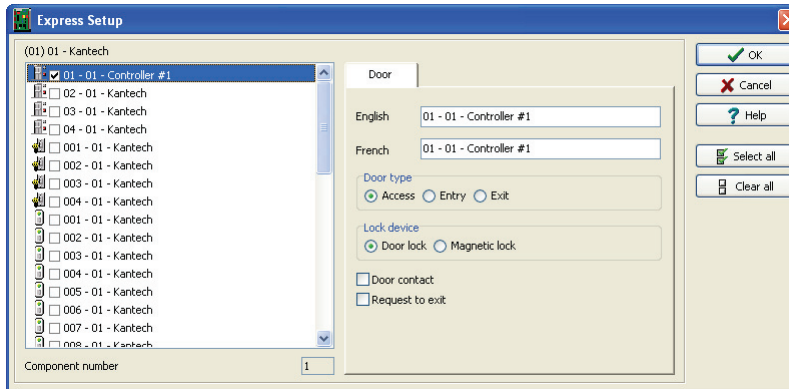 Express Setup
(01) 01 - Kantech
01 - 01 - Controller #1
02 - 01 - Kantech
03 - 01 - Kantech
04 - 01 - Kantech
001 - 01 - Kantech
002 - 01 - Kantech
003 - 01 - Kantech
004 - 01 - Kantech
001 - 01 - Kantech
002 - 01 - Kantech
003 - 01 - Kantech
004 - 01 - Kantech
005 - 01 - Kantech
006 - 01 - Kantech
007 - 01 - Kantech
008 - 01 - Kantech
Component number 1
Door
English 01 - 01 - Controller #1
French 01 - 01 - Controller #1
Door type
Access Entry Exit
Lock device
Door lock Magnetic lock
Door contact
Request to exit
OK
Cancel
Help
Select all
Clear all